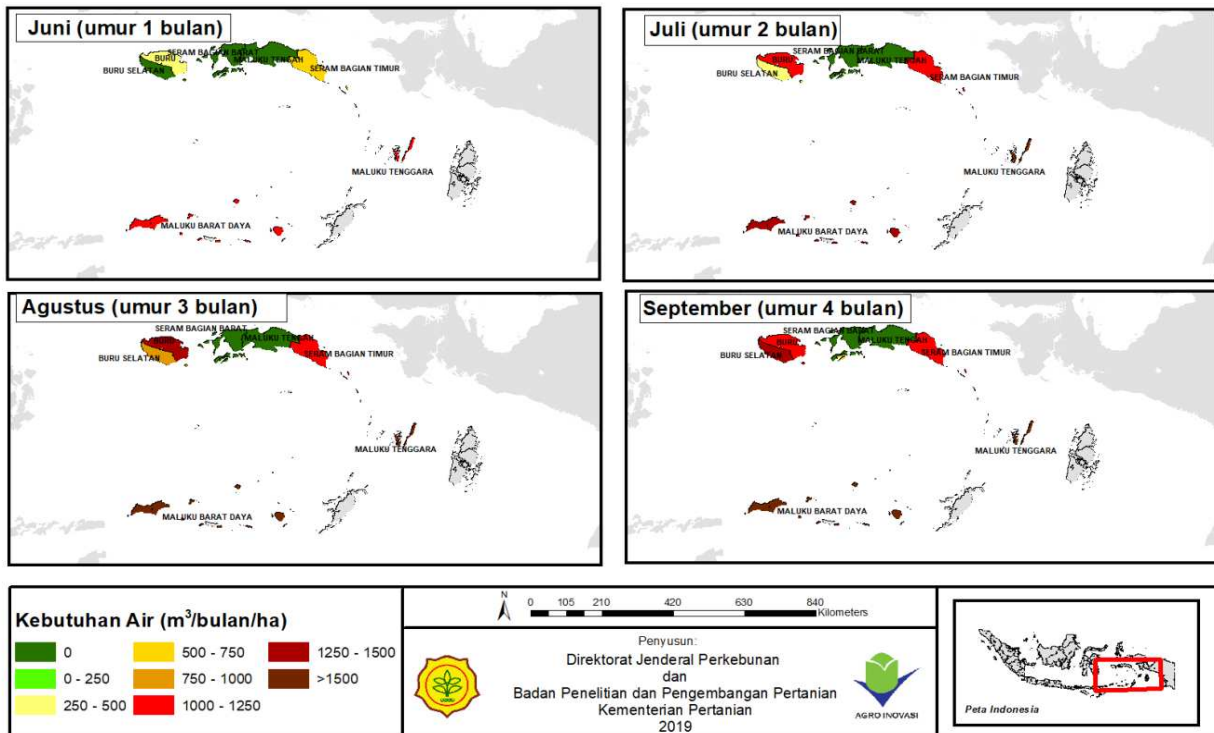 Juni (umur 1 bulan)
SERAM BAGIAN BARAT
BURU
MALUKU TENGAH
BURU SELATAN
SERAM BAGIAN TIMUR
MALUKU TENGGARA
MALUKU BARAT DAYA
Juli (umur 2 bulan)
SERAM BAGIAN BARAT
BURU
MALUKU TENGAH
BURU SELATAN
SERAM BAGIAN TIMUR
MALUKU TENGGARA
MALUKU BARAT DAYA
Agustus (umur 3 bulan)
SERAM BAGIAN BARAT
BURU
MALUKU TENGAH
BURU SELATAN
SERAM BAGIAN TIMUR
MALUKU TENGGARA
MALUKU BARAT DAYA
September (umur 4 bulan)
SERAM BAGIAN BARAT
BURU
MALUKU TENGAH
BURU SELATAN
SERAM BAGIAN TIMUR
MALUKU TENGGARA
MALUKU BARAT DAYA
Kebutuhan Air (m³/bulan/ha)
0
0 - 250
250 - 500
500 - 750
750 - 1000
1000 - 1250
1250 - 1500
>1500
N
0 105 210 420 630 840
Kilometers
Penyusun:
Direktorat Jenderal Perkebunan
dan
Badan Penelitian dan Pengembangan Pertanian
Kementerian Pertanian
2019
AGRO INOVASI
Peta Indonesia